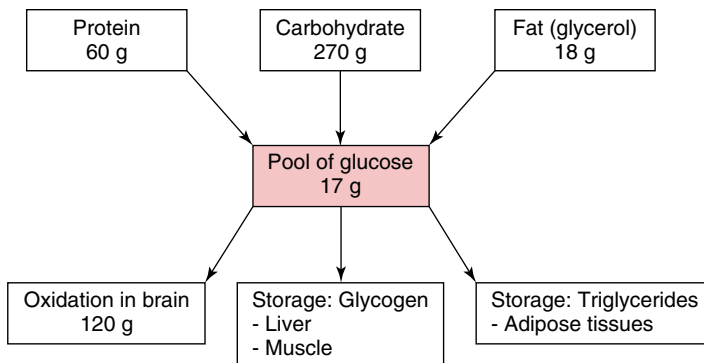 Protein
60 g
Carbohydrate
270 g
Fat (glycerol)
18 g
Pool of glucose
17 g
Oxidation in brain
120 g
Storage: Glycogen
- Liver
- Muscle
Storage: Triglycerides
- Adipose tissues